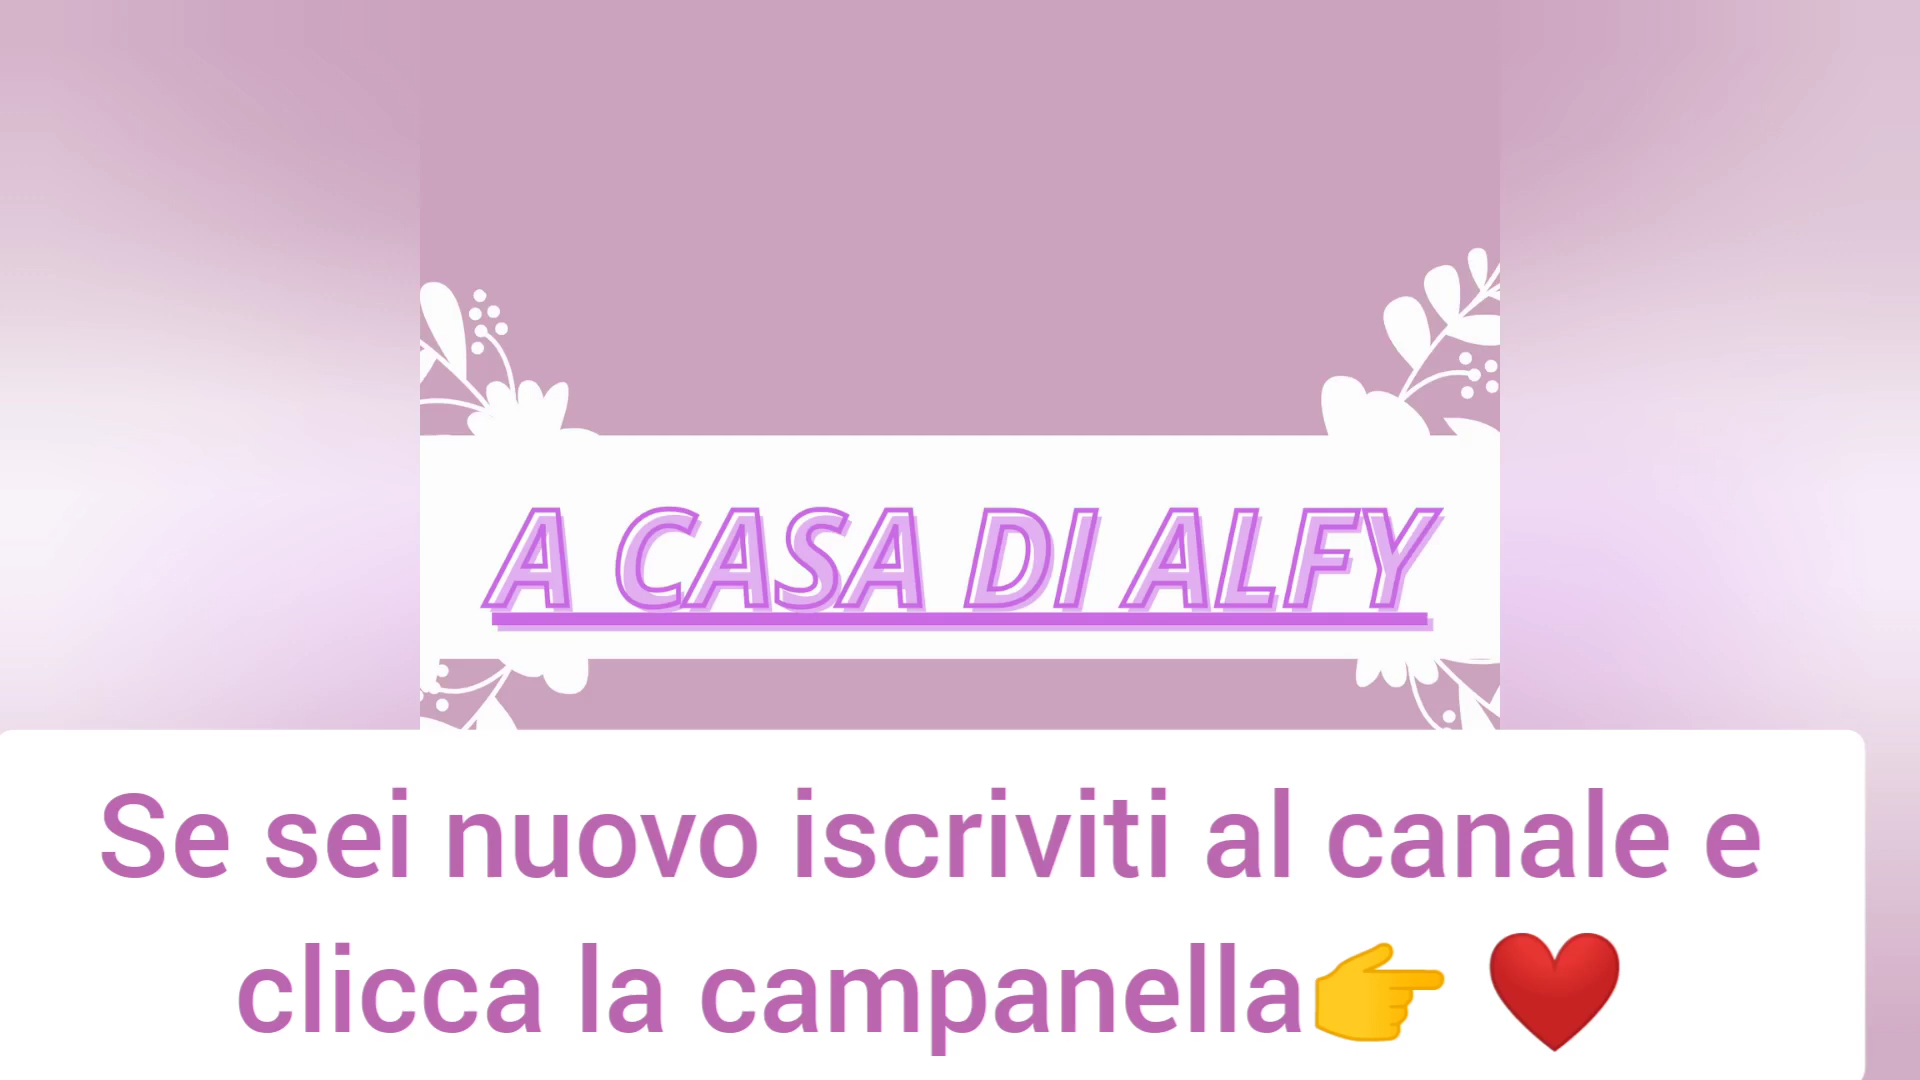 A CASA DI ALFY
Se sei nuovo iscriviti al canale e
clicca la campanella👉 ❤️